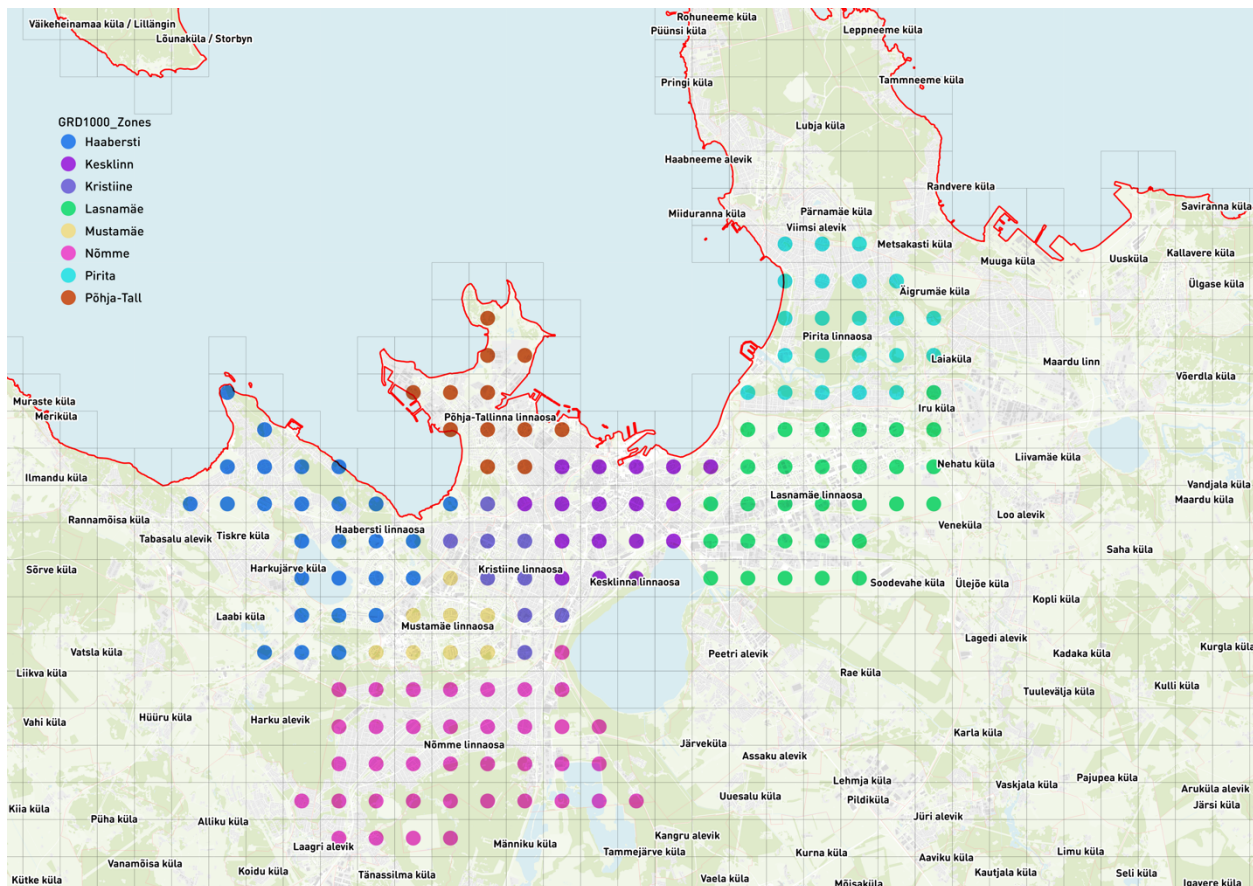 Rohuneeme küla
Väikeheinamaa küla / Lillängin
Leppneeme küla
Püünsi küla
Lõunaküla / Storbyn
Tammneeme küla
Pringi küla
GRD1000_Zones
Haabersti
Kesklinn
Kristiine
Lasnamäe
Mustamäe
Nõmme
Pirita
Põhja-Tall
Lubja küla
Haabneeme alevik
Randvere küla
Saviranna küla
Miiduranna küla
Pärnamäe küla
Viimsi alevik
Metsakasti küla
Kallavere küla
Uusküla
Muuga küla
Ülgase küla
Äigrumäe küla
Pirita linnaosa
Laiaküla
Maardu linn
Võerdla küla
Muraste küla
Meriküla
Iru küla
Põhja-Tallinna linnaosa
Liivamäe küla
Nehatu küla
Ilmandu küla
Vandjala küla
Maardu küla
Lasnamäe linnaosa
Loo alevik
Rannamõisa küla
Veneküla
Haabersti linnaosa
Tiskre küla
Tabasalu alevik
Saha küla
Sõrve küla
Harkujärve küla
Kristiine linnaosa
Kesklinna linnaosa
Soodevahe küla
Ülejõe küla
Kopli küla
Laabi küla
Mustamäe linnaosa
Lagedi alevik
Vatsla küla
Peetri alevik
Kadaka küla
Kurgla küla
Liikva küla
Rae küla
Kulli küla
Tuulevälja küla
Vahi küla
Hüüru küla
Harku alevik
Karla küla
Nõmme linnaosa
Järveküla
Assaku alevik
Lehmja küla
Vaskjala küla
Pajupea küla
Aruküla alevik
Uuesalu küla
Pildiküla
Järsi küla
Kiia küla
Püha küla
Alliku küla
Jüri alevik
Kangru alevik
Männiku küla
Laagri alevik
Tammejärve küla
Kurna küla
Aaviku küla
Limu küla
Vanamõisa küla
Koidu küla
Tänassilma küla
Kautjala küla
Seli küla
Kütke küla
Vaela küla
Mõisaküla
Igavere küla